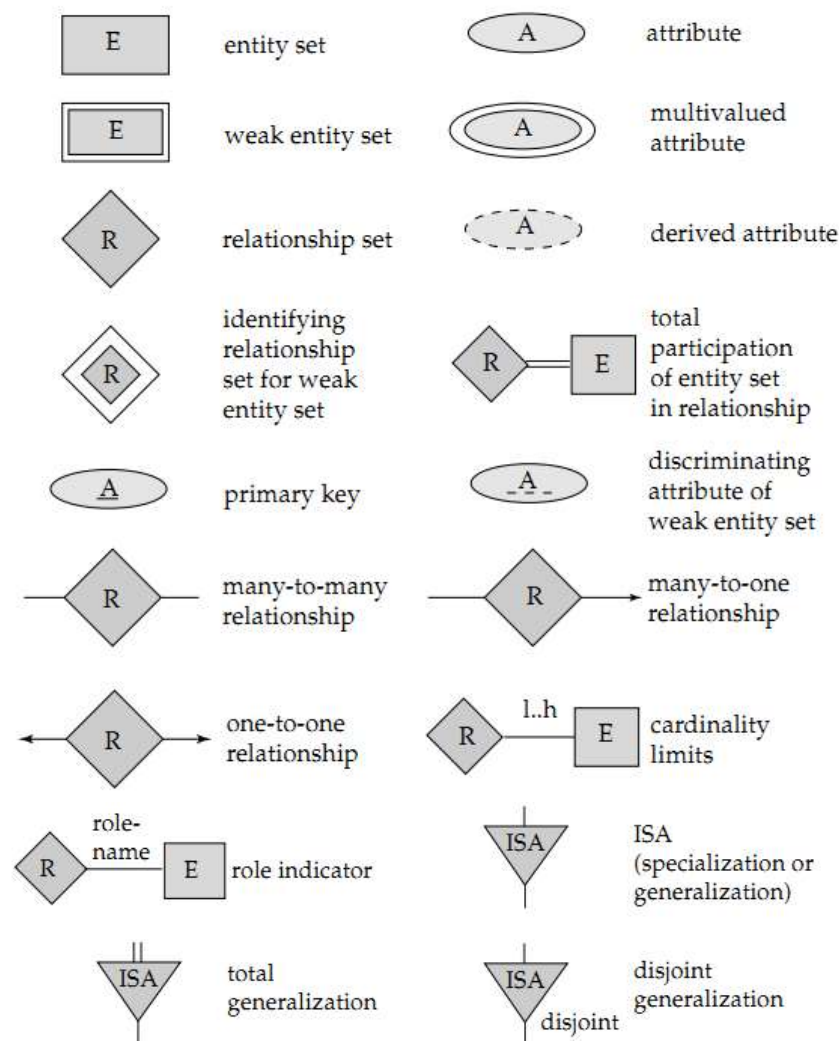 E
entity set
A
attribute
E
weak entity set
A
multivalued
attribute
R
relationship set
A
derived attribute
R
identifying
relationship
set for weak
entity set
R
E
total
participation
of entity set
in relationship
A
primary key
A
discriminating
attribute of
weak entity set
R
many-to-many
relationship
R
many-to-one
relationship
R
one-to-one
relationship
R
l..h
E
cardinality
limits
R
role-
name
E
role indicator
ISA
ISA
(specialization or
generalization)
ISA
total
generalization
ISA
disjoint
disjoint
generalization